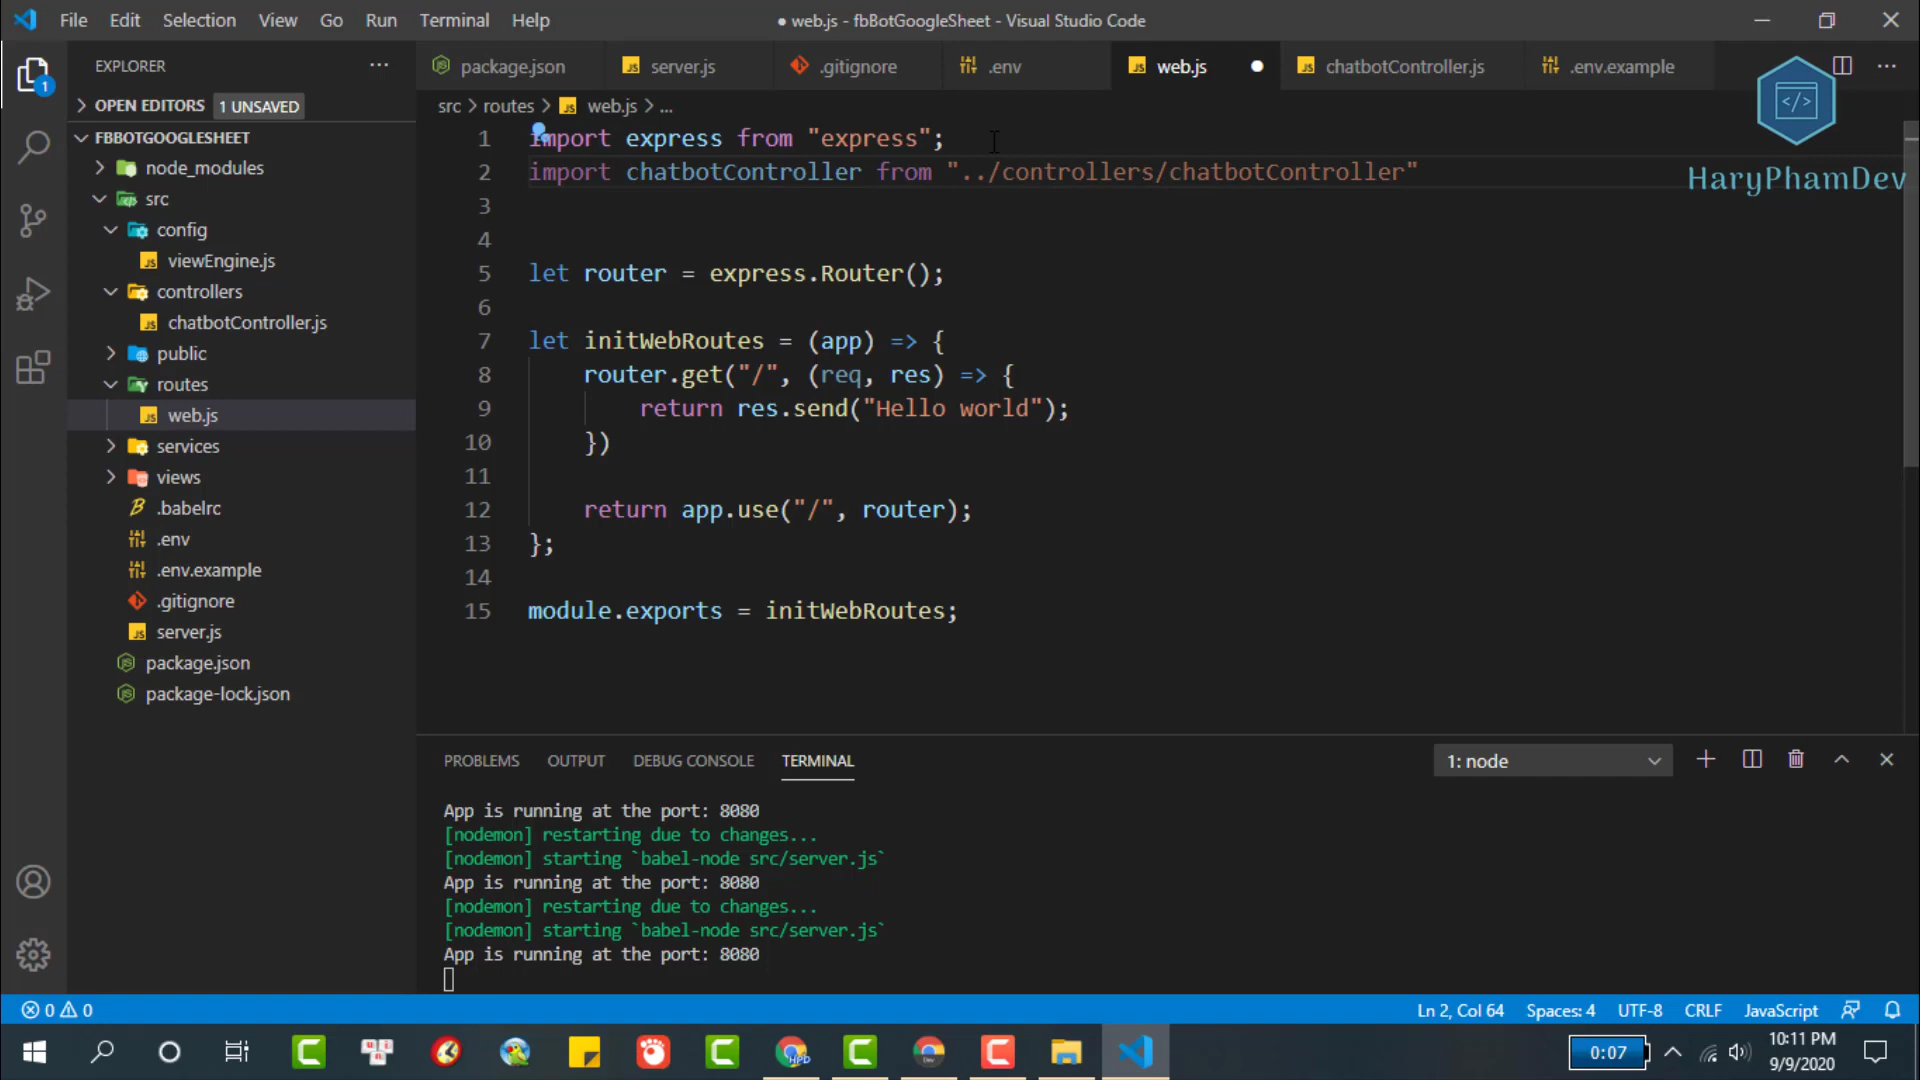 File Edit Selection View Go Run Terminal Help
● web.js - fbBotGoogleSheet - Visual Studio Code
EXPLORER
package.json
server.js
.gitignore
.env
web.js
chatbotController.js
.env.example
OPEN EDITORS 1 UNSAVED
src > routes > web.js > ...
</>
HaryPhamDev
1
FBBOTGOOGLESHEET
node_modules
src
config
viewEngine.js
controllers
chatbotController.js
public
routes
web.js
services
views
.babelrc
.env
.env.example
.gitignore
server.js
package.json
package-lock.json
1 import express from "express";
2 import chatbotController from "../controllers/chatbotController"
3
4
5 let router = express.Router();
6
7 let initWebRoutes = (app) => {
8 router.get("/", (req, res) => {
9 return res.send("Hello world");
10 })
11
12 return app.use("/", router);
13 };
14
15 module.exports = initWebRoutes;
PROBLEMS OUTPUT DEBUG CONSOLE TERMINAL
1: node
App is running at the port: 8080
[nodemon] restarting due to changes...
[nodemon] starting `babel-node src/server.js`
App is running at the port: 8080
[nodemon] restarting due to changes...
[nodemon] starting `babel-node src/server.js`
App is running at the port: 8080
0 0
Ln 2, Col 64 Spaces: 4 UTF-8 CRLF JavaScript
0:07
10:11 PM
9/9/2020